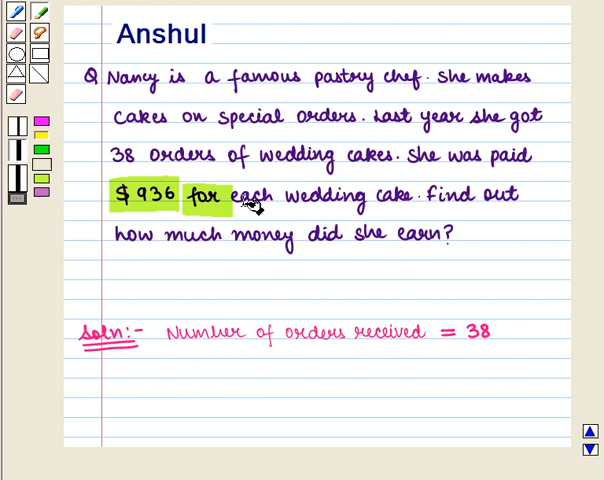 Anshul
Q Nancy is a famous pastry chef. She makes
cakes on special orders. Last year she got
38 orders of wedding cakes. She was paid
$ 936 for each wedding cake. Find out
how much money did she earn?
Soln:- Number of orders received = 38